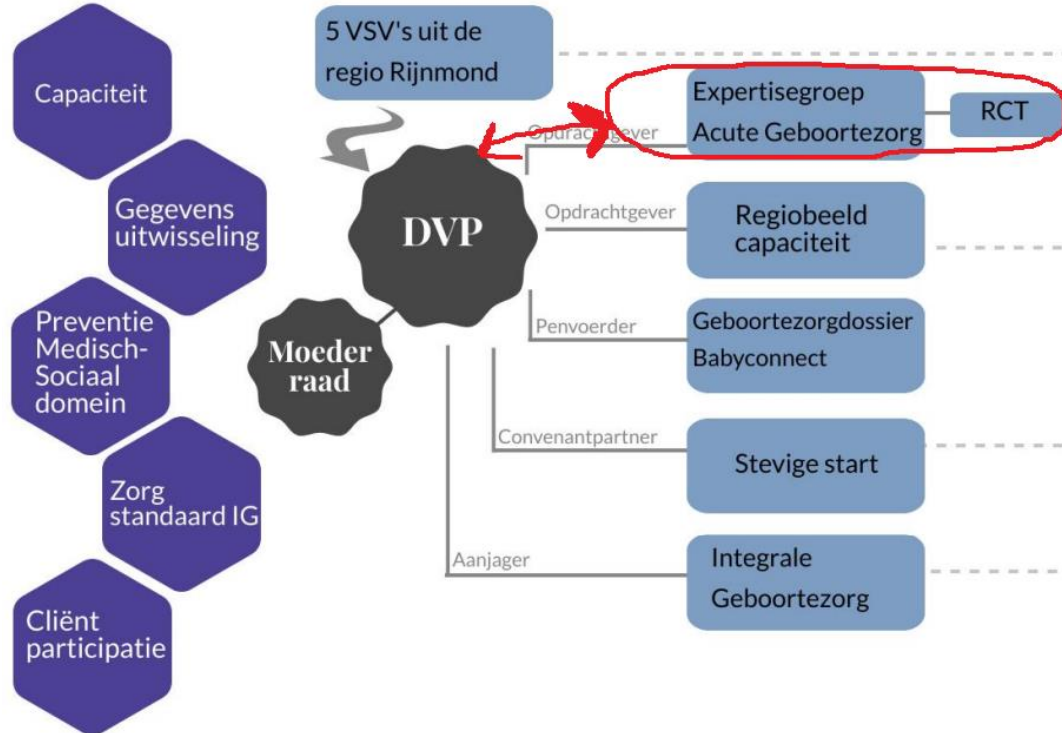 Capaciteit
Gegevens
uitwisseling
Preventie
Medisch-
Sociaal
domein
Zorg
standaard IG
Cliënt
participatie
5 VSV's uit de
regio Rijnmond
DVP
Moeder
raad
Opdrachtgever
Expertisegroep
Acute Geboortezorg
RCT
Opdrachtgever
Regiobeeld
capaciteit
Penvoerder
Geboortezorgdossier
Babyconnect
Convenantpartner
Stevige start
Aanjager
Integrale
Geboortezorg